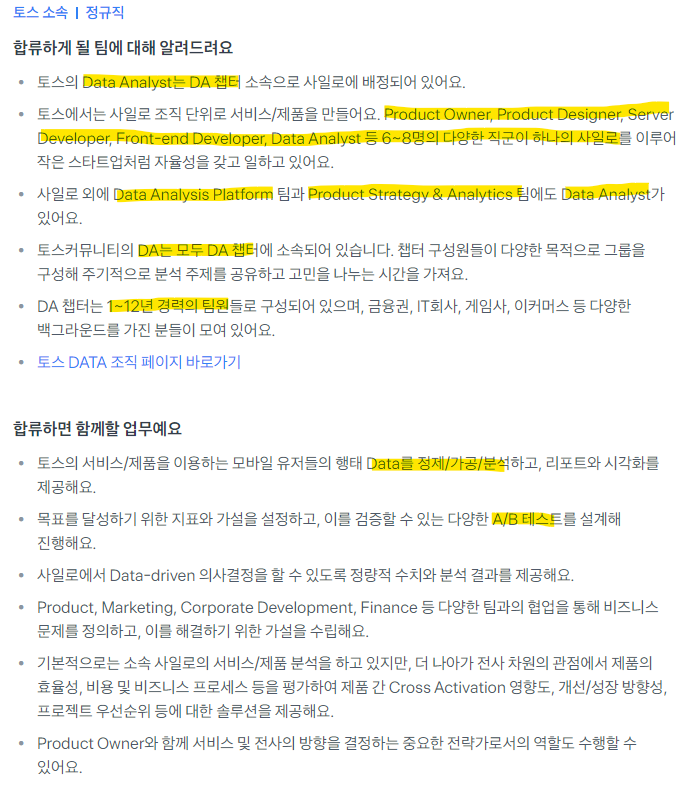 토스 소속 | 정규직
합류하게 될 팀에 대해 알려드려요
• 토스의 Data Analyst는 DA 챕터 소속으로 사일로에 배정되어 있어요.
• 토스에서는 사일로 조직 단위로 서비스/제품을 만들어요. Product Owner, Product Designer, Server
Developer, Front-end Developer, Data Analyst 등 6~8명의 다양한 직군이 하나의 사일로를 이루어
작은 스타트업처럼 자율성을 갖고 일하고 있어요.
• 사일로 외에 Data Analysis Platform 팀과 Product Strategy & Analytics 팀에도 Data Analyst가
있어요.
• 토스커뮤니티의 DA는 모두 DA 챕터에 소속되어 있습니다. 챕터 구성원들이 다양한 목적으로 그룹을
구성해 주기적으로 분석 주제를 공유하고 고민을 나누는 시간을 가져요.
• DA 챕터는 1~12년 경력의 팀원들로 구성되어 있으며, 금융권, IT회사, 게임사, 이커머스 등 다양한
백그라운드를 가진 분들이 모여 있어요.
• 토스 DATA 조직 페이지 바로가기
합류하면 함께할 업무예요
• 토스의 서비스/제품을 이용하는 모바일 유저들의 행태 Data를 정제/가공/분석하고, 리포트와 시각화를
제공해요.
• 목표를 달성하기 위한 지표와 가설을 설정하고, 이를 검증할 수 있는 다양한 A/B 테스트를 설계해
진행해요.
• 사일로에서 Data-driven 의사결정을 할 수 있도록 정량적 수치와 분석 결과를 제공해요.
• Product, Marketing, Corporate Development, Finance 등 다양한 팀과의 협업을 통해 비즈니스
문제를 정의하고, 이를 해결하기 위한 가설을 수립해요.
• 기본적으로는 소속 사일로의 서비스/제품 분석을 하고 있지만, 더 나아가 전사 차원의 관점에서 제품의
효율성, 비용 및 비즈니스 프로세스 등을 평가하여 제품 간 Cross Activation 영향도, 개선/성장 방향성,
프로젝트 우선순위 등에 대한 솔루션을 제공해요.
• Product Owner와 함께 서비스 및 전사의 방향을 결정하는 중요한 전략가로서의 역할도 수행할 수
있어요.